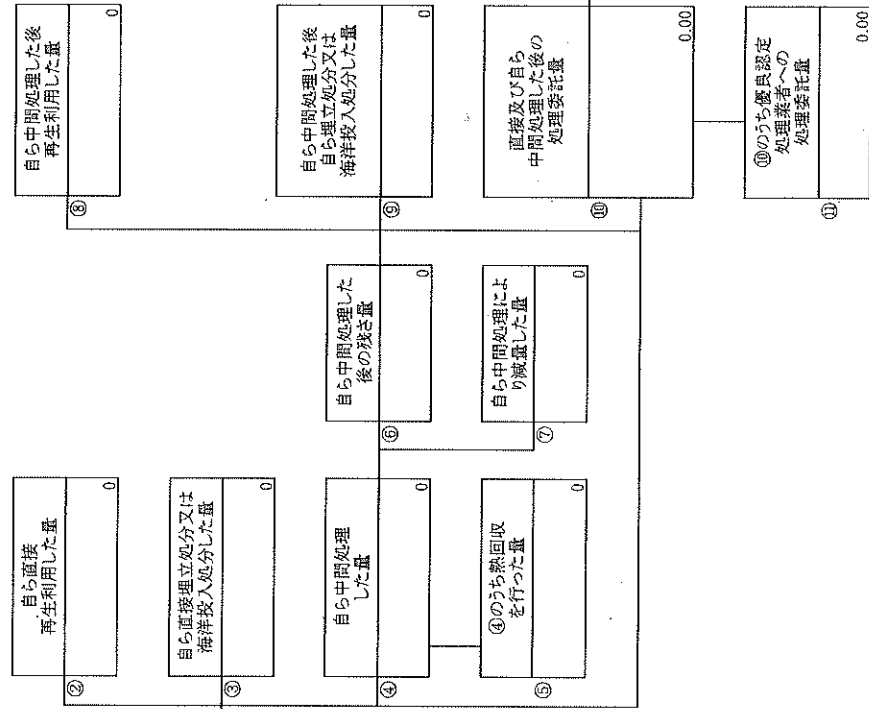 ②
自ら直接
再生利用した量
0
③
自ら直接埋立処分又は
海洋投入処分した量
0
④
自ら中間処理
した量
0
⑤
④のうち熱回収
を行った量
0
⑥
自ら中間処理した
後の残さ量
0
⑦
自ら中間処理によ
り減量した量
0
⑧
自ら中間処理した後
再生利用した量
0
⑨
自ら中間処理した後
自ら埋立処分又は
海洋投入処分した量
0
⑩
直接及び自ら
中間処理した後の
処理委託量
0.00
⑪
⑩のうち優良認定
処理業者への
処理委託量
0.00